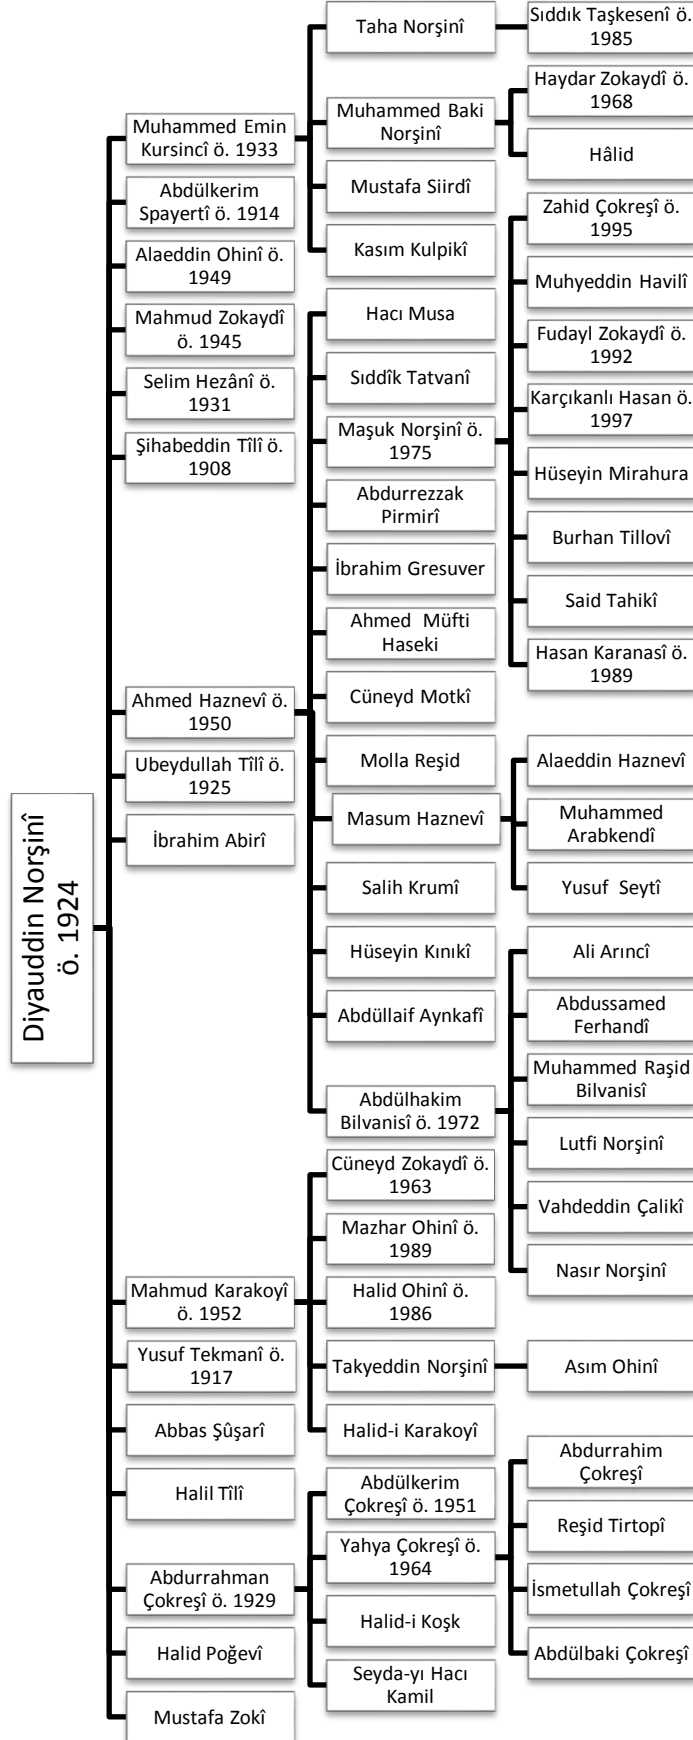 Diyauddin Norşinî
ö. 1924
Muhammed Emin
Kursincî ö. 1933
Abdülkerim
Spayertî ö. 1914
Alaeddin Ohinî ö.
1949
Mahmud Zokaydî
ö. 1945
Selim Hezânî ö.
1931
Şihabeddin Tîlî ö.
1908
Ahmed Haznevî ö.
1950
Ubeydullah Tîlî ö.
1925
İbrahim Abirî
Mahmud Karakoyî
ö. 1952
Yusuf Tekmanî ö.
1917
Abbas Şûşarî
Halil Tîlî
Abdurrahman
Çokreşî ö. 1929
Halid Poğevî
Mustafa Zokî
Taha Norşinî
Muhammed Baki
Norşinî
Mustafa Siirdî
Kasım Kulpikî
Hacı Musa
Sıddîk Tatvanî
Maşuk Norşinî ö.
1975
Abdurrezzak
Pirmirî
İbrahim Gresuver
Ahmed Müfti
Haseki
Cüneyd Motkî
Molla Reşid
Masum Haznevî
Salih Krumî
Hüseyin Kınıkî
Abdüllaif Aynkafî
Abdülhakim
Bilvanisî ö. 1972
Cüneyd Zokaydî ö.
1963
Mazhar Ohinî ö.
1989
Halid Ohinî ö.
1986
Takyeddin Norşinî
Halid-i Karakoyî
Abdülkerim
Çokreşî ö. 1951
Yahya Çokreşî ö.
1964
Halid-i Koşk
Seyda-yı Hacı
Kamil
Sıddık Taşkesenî ö.
1985
Haydar Zokaydî ö.
1968
Hâlid
Zahid Çokreşî ö.
1995
Muhyeddin Havilî
Fudayl Zokaydî ö.
1992
Karçıkanlı Hasan ö.
1997
Hüseyin Mirahura
Burhan Tillovî
Said Tahikî
Hasan Karanasî ö.
1989
Alaeddin Haznevî
Muhammed
Arabkendî
Yusuf Seytî
Ali Arıncî
Abdussamed
Ferhandî
Muhammed Raşid
Bilvanisî
Lutfi Norşinî
Vahdeddin Çalikî
Nasır Norşinî
Asım Ohinî
Abdurrahim
Çokreşî
Reşid Tirtopî
İsmetullah Çokreşî
Abdülbaki Çokreşî